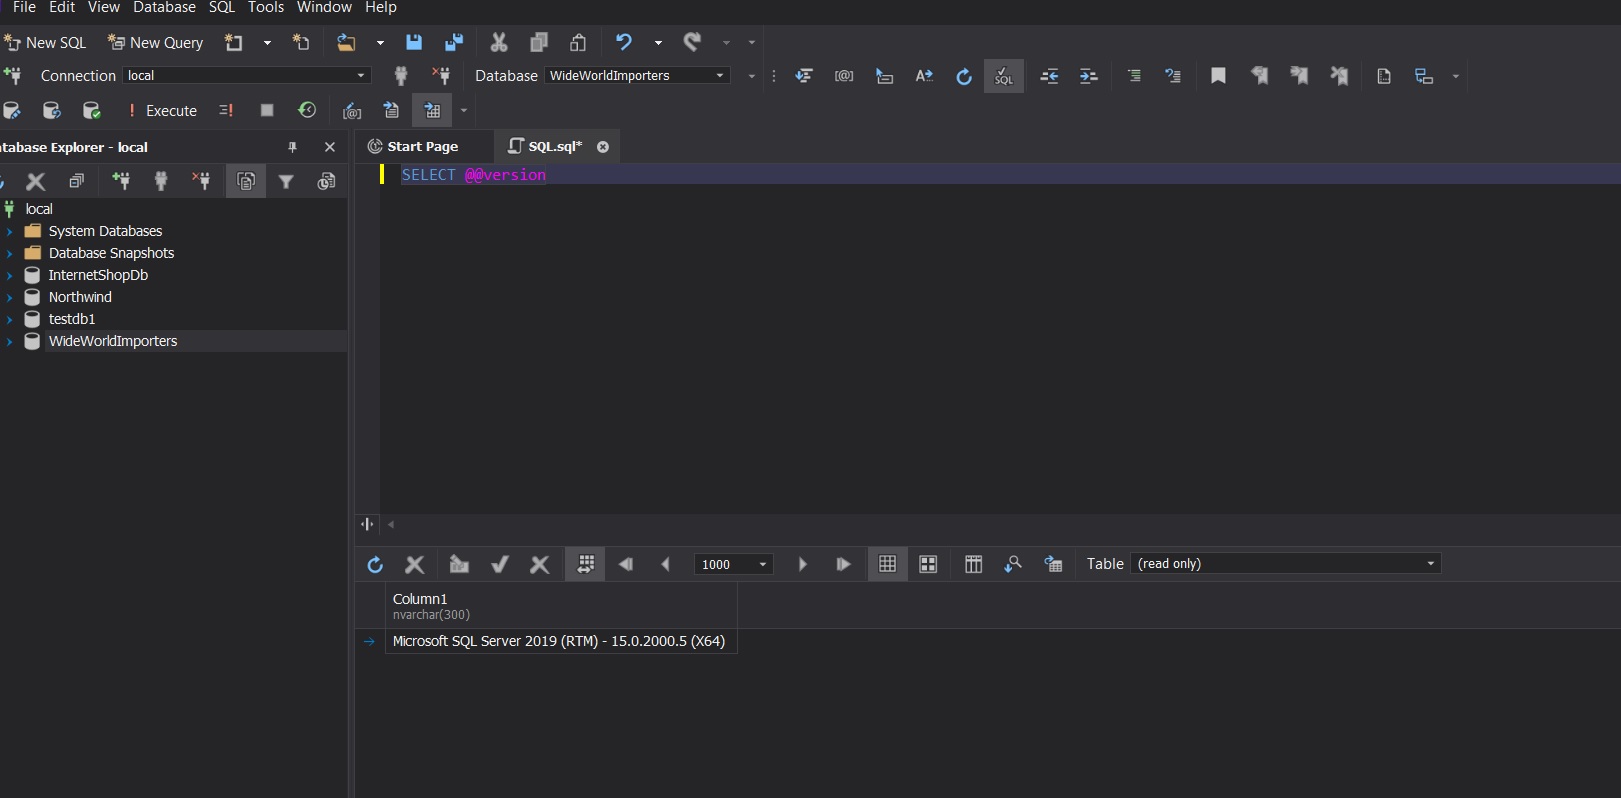 File Edit View Database SQL Tools Window Help
New SQL New Query
Connection local Database WideWorldImporters
Execute
atabase Explorer - local
Start Page SQL.sql*
SELECT @@version
local
System Databases
Database Snapshots
InternetShopDb
Northwind
testdb1
WideWorldImporters
1000 Table (read only)
Column1
nvarchar(300)
Microsoft SQL Server 2019 (RTM) - 15.0.2000.5 (X64)